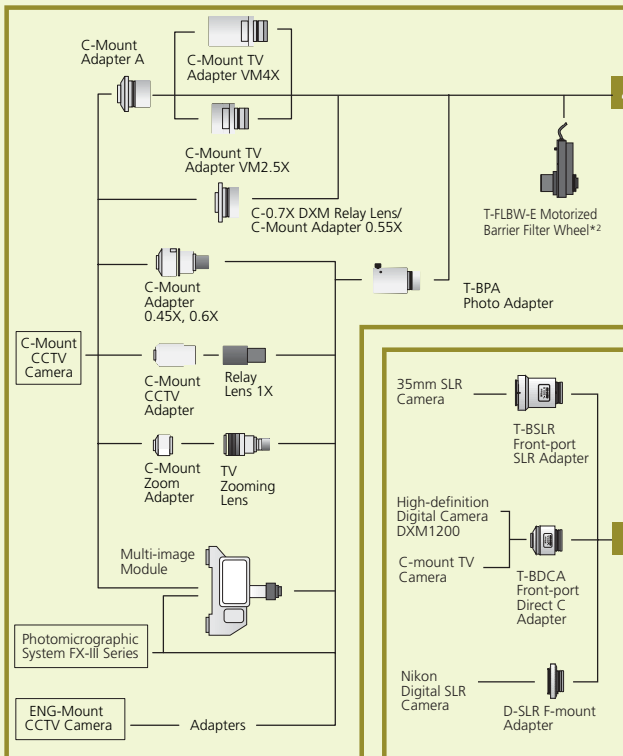 C-Mount
Adapter A
C-Mount TV
Adapter VM4X
C-Mount TV
Adapter VM2.5X
C-0.7X DXM Relay Lens/
C-Mount Adapter 0.55X
T-FLBW-E Motorized
Barrier Filter Wheel*2
C-Mount
Adapter
0.45X, 0.6X
T-BPA
Photo Adapter
C-Mount
CCTV
Camera
C-Mount
CCTV
Adapter
Relay
Lens 1X
C-Mount
Zoom
Adapter
TV
Zooming
Lens
Multi-image
Module
Photomicrographic
System FX-III Series
ENG-Mount
CCTV Camera
Adapters
35mm SLR
Camera
T-BSLR
Front-port
SLR Adapter
High-definition
Digital Camera
DXM1200
C-mount TV
Camera
T-BDCA
Front-port
Direct C
Adapter
Nikon
Digital SLR
Camera
D-SLR F-mount
Adapter